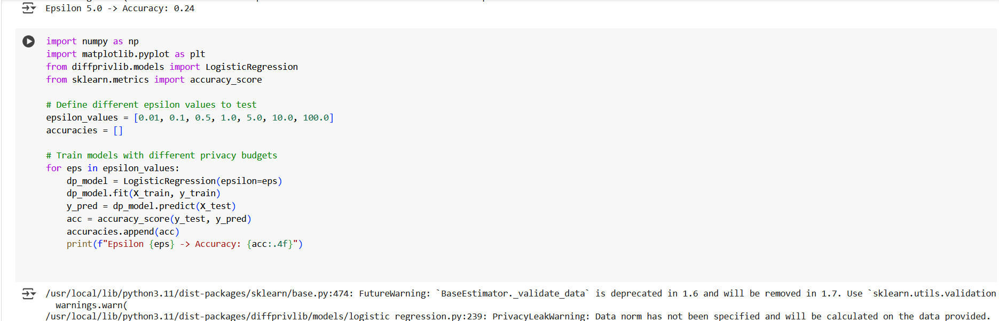 Epsilon 5.0 -> Accuracy: 0.24
import numpy as np
import matplotlib.pyplot as plt
from diffprivlib.models import LogisticRegression
from sklearn.metrics import accuracy_score
# Define different epsilon values to test
epsilon_values = [0.01, 0.1, 0.5, 1.0, 5.0, 10.0, 100.0]
accuracies = []
# Train models with different privacy budgets
for eps in epsilon_values:
    dp_model = LogisticRegression(epsilon=eps)
    dp_model.fit(X_train, y_train)
    y_pred = dp_model.predict(X_test)
    acc = accuracy_score(y_test, y_pred)
    accuracies.append(acc)
    print(f"Epsilon {eps} -> Accuracy: {acc:.4f}")
/usr/local/lib/python3.11/dist-packages/sklearn/base.py:474: FutureWarning: `BaseEstimator._validate_data` is deprecated in 1.6 and will be removed in 1.7. Use `sklearn.utils.validation
  warnings.warn(
/usr/local/lib/python3.11/dist-packages/diffprivlib/models/logistic_regression.py:239: PrivacyLeakWarning: Data norm has not been specified and will be calculated on the data provided.